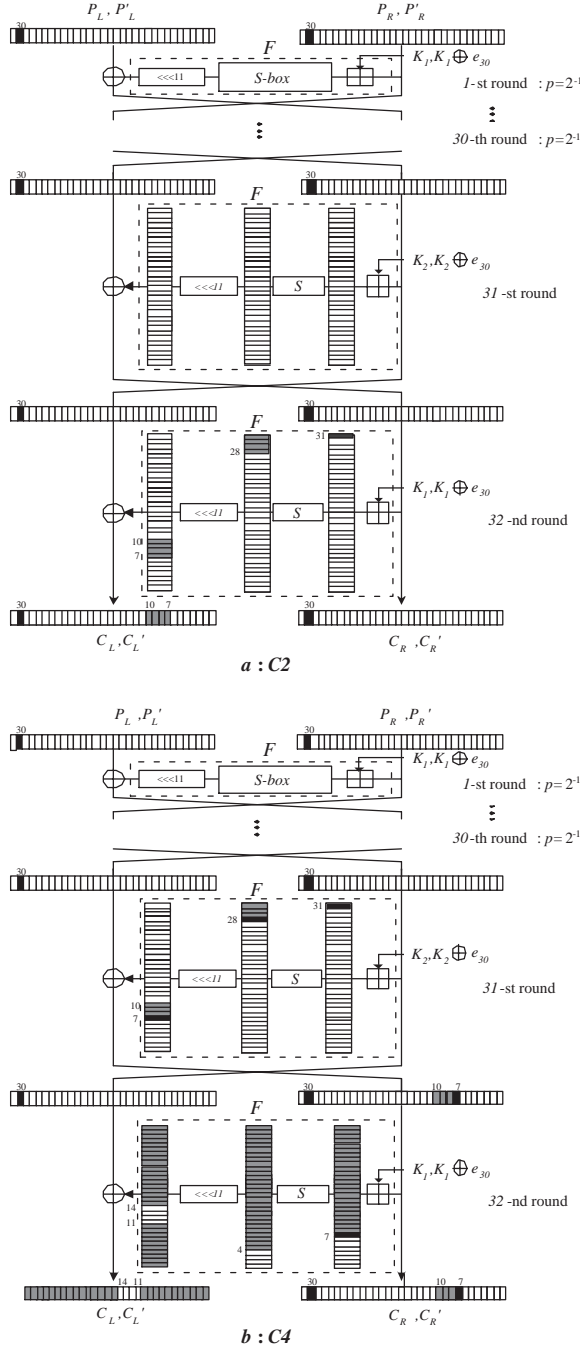 P_L , P'_L P_R , P'_R
30 30
F
K_1, K_1 ⊕ e_30
<<<11 S-box
1-st round : p=2^-1
30-th round : p=2^-1
30 30
F
K_2, K_2 ⊕ e_30
<<<11 S
31-st round
30 30
F
31
28
K_1, K_1 ⊕ e_30
<<<11 S
32-nd round
10
7
30 10 7 30
C_L ,C_L' C_R ,C_R'
a : C2
P_L ,P_L' P_R ,P_R'
30 30
F
K_1, K_1 ⊕ e_30
<<<11 S-box
1-st round : p=2^-1
30-th round : p=2^-1
30 30
F
31
28
K_2, K_2 ⊕ e_30
<<<11 S
31-st round
10
7
30 30 10 7
F
K_1, K_1 ⊕ e_30
<<<11 S
32-nd round
14
11
7
4
14 11 30 10 7
C_L ,C_L' C_R ,C_R'
b : C4